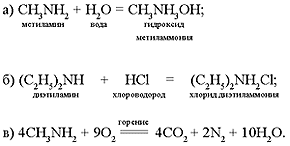 а) CH₃NH₂ + H₂O = CH₃NH₃OH;
метиламин вода гидроксид
метиламмония
б) (C₂H₅)₂NH + HCl = (C₂H₅)₂NH₂Cl;
диэтиламин хлороводород хлорид диэтиламмония
горение
в) 4CH₃NH₂ + 9O₂ = 4CO₂ + 2N₂ + 10H₂O.